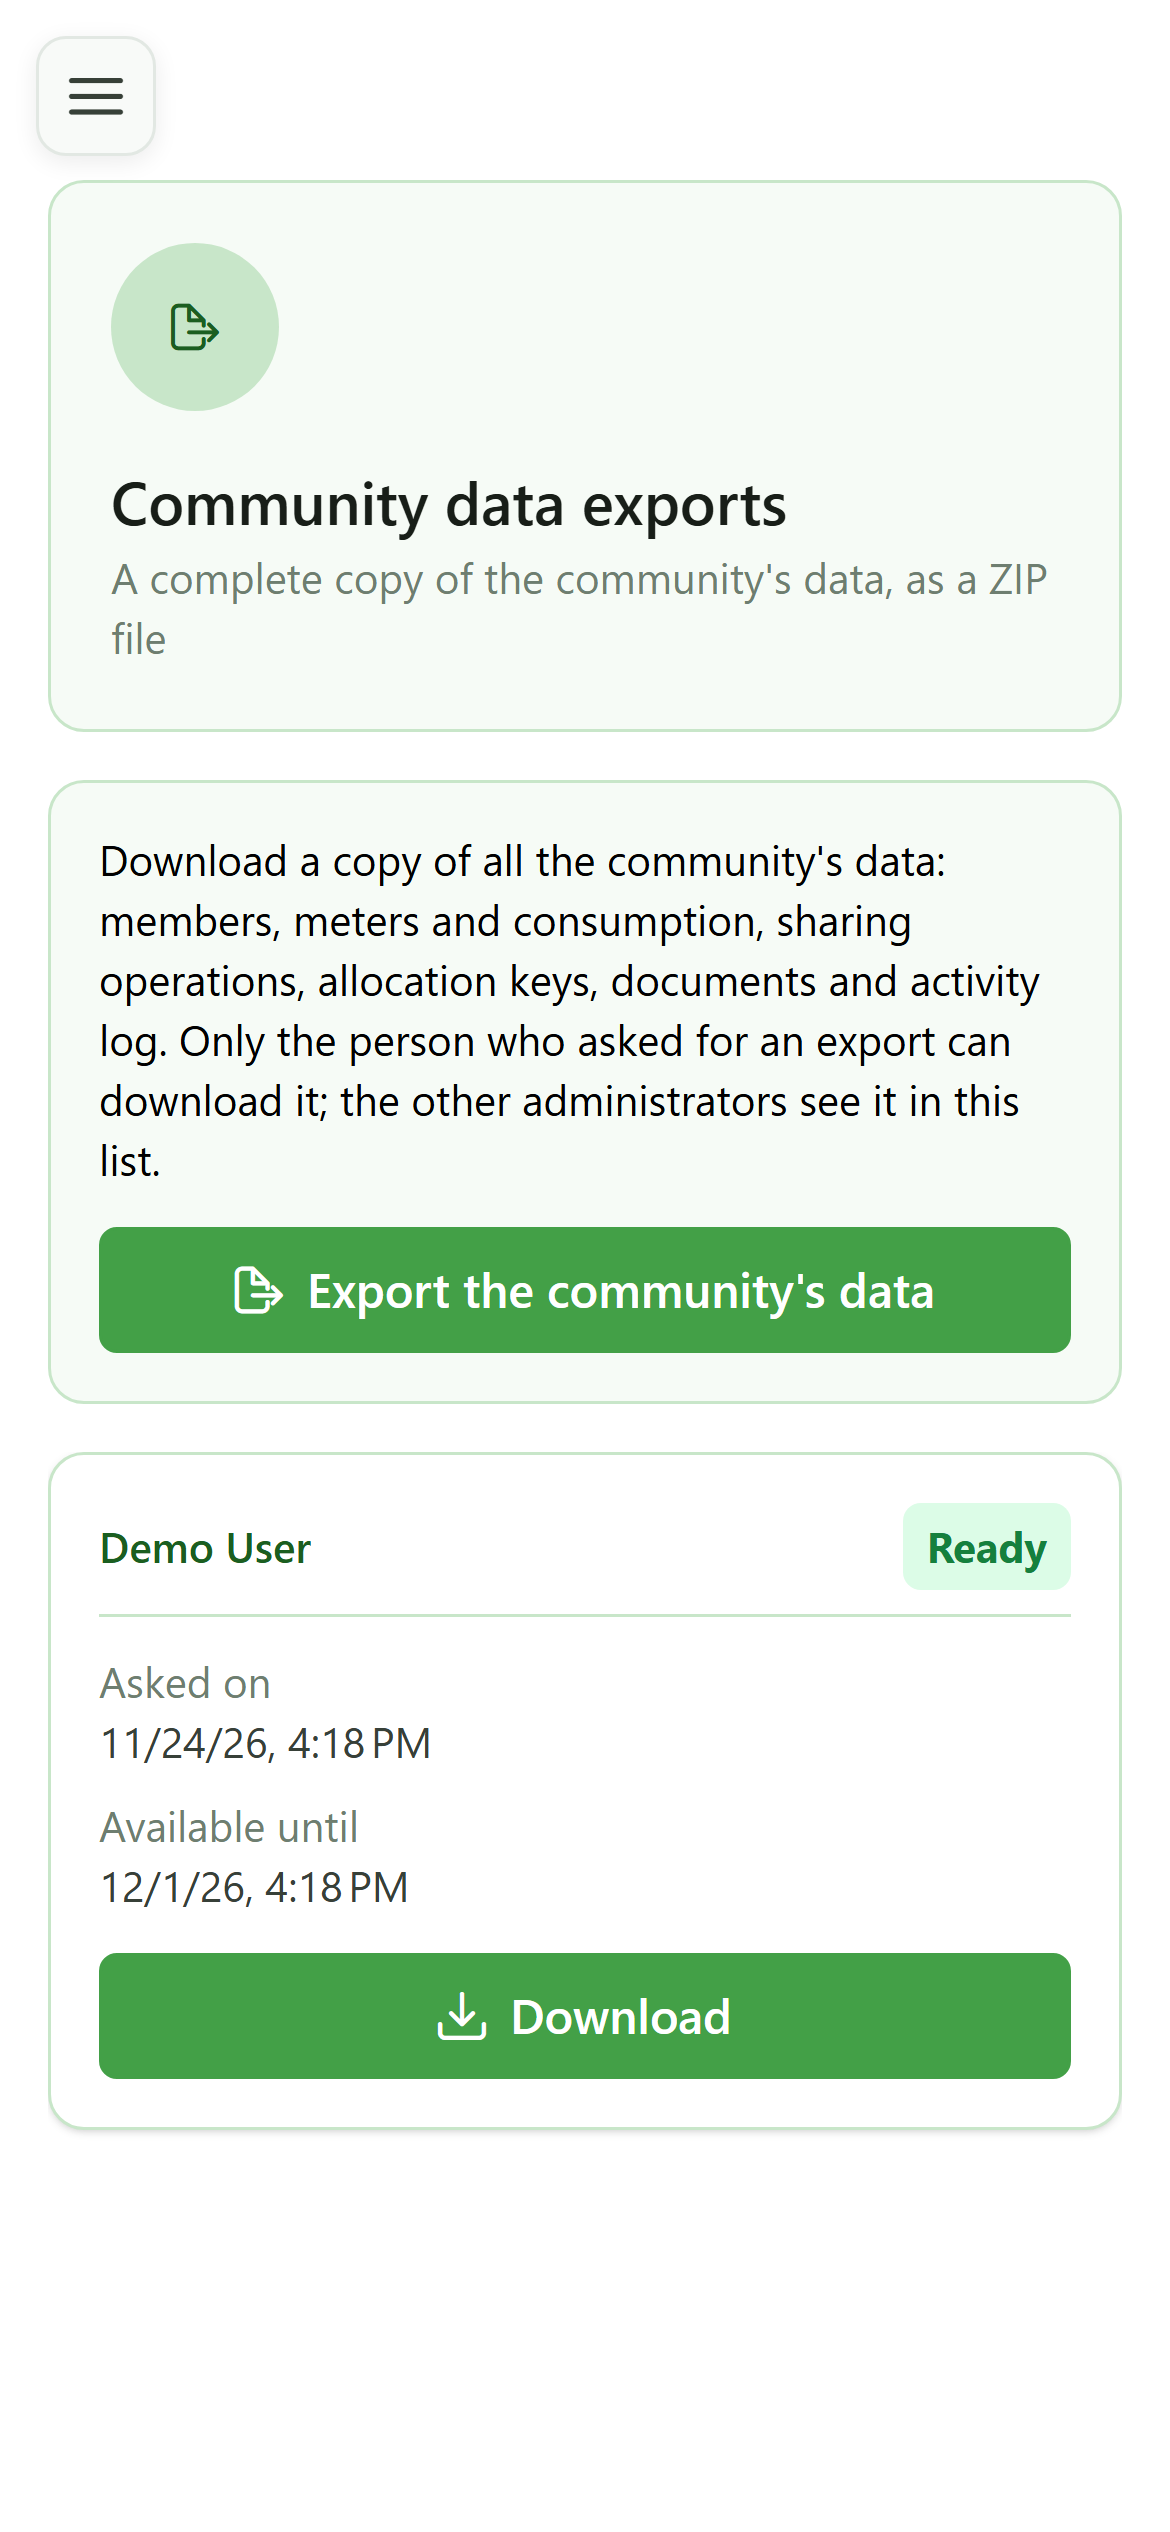 Community data exports
A complete copy of the community's data, as a ZIP
file
Download a copy of all the community's data:
members, meters and consumption, sharing
operations, allocation keys, documents and activity
log. Only the person who asked for an export can
download it; the other administrators see it in this
list.
Export the community's data
Demo User
Ready
Asked on
11/24/26, 4:18 PM
Available until
12/1/26, 4:18 PM
Download